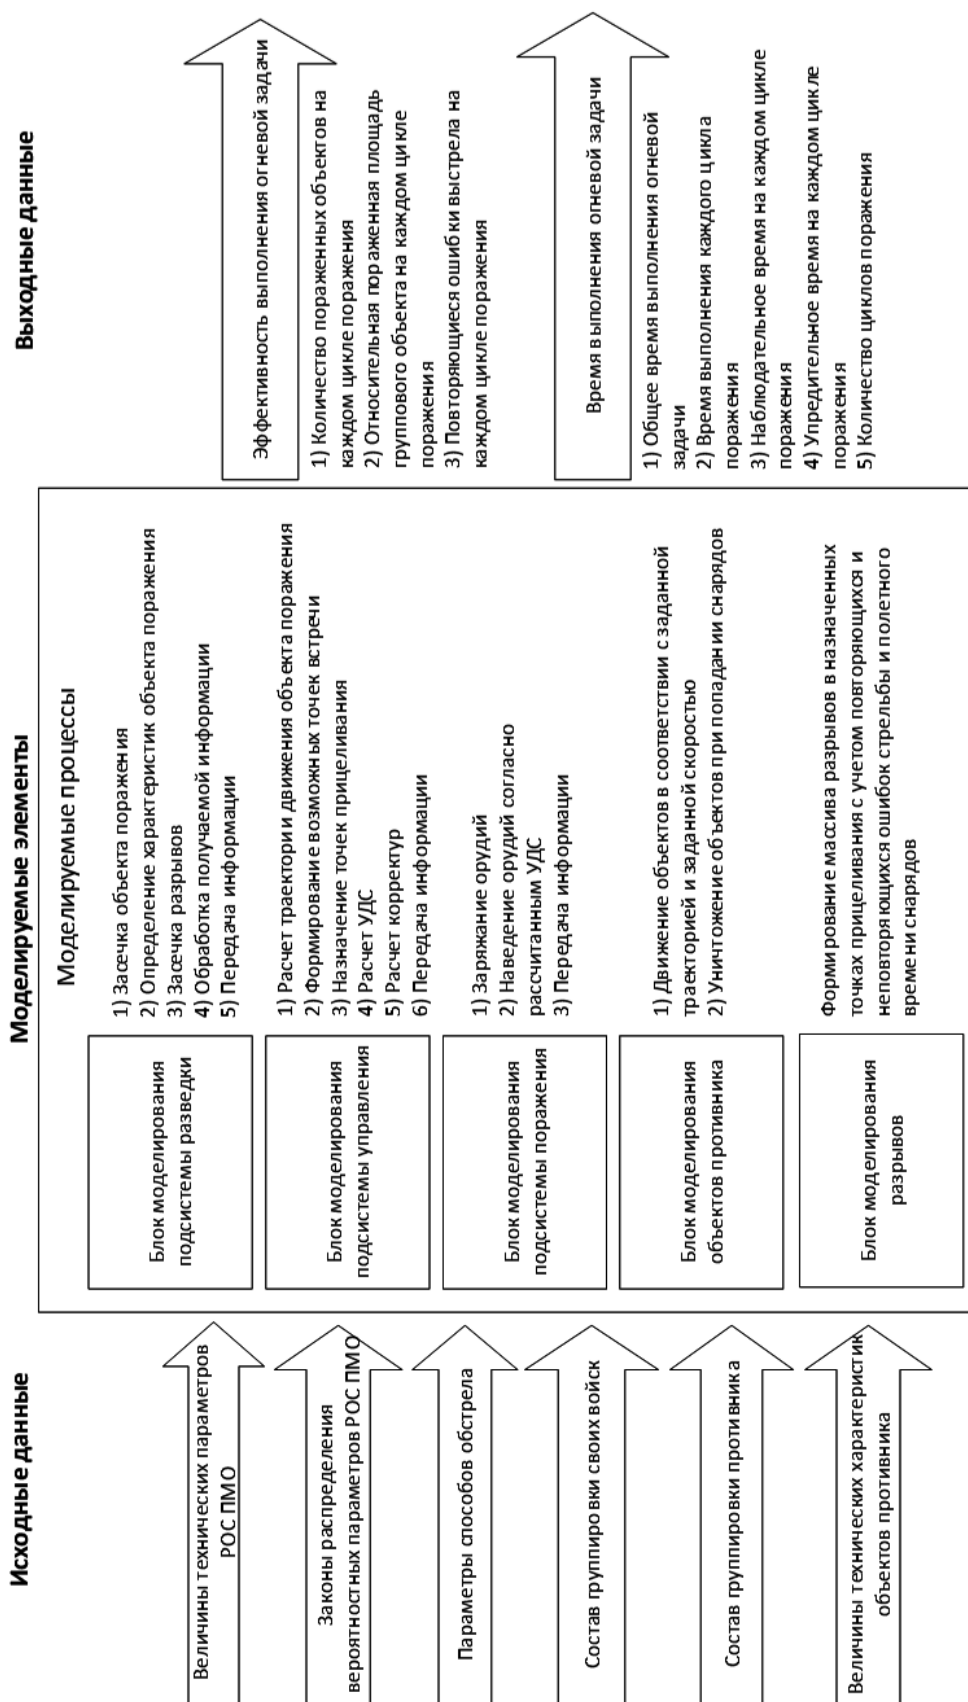 Исходные данные
Величины технических параметров
РОС ПМО
Законы распределения
вероятностных параметров РОС ПМО
Параметры способов обстрела
Состав группировки своих войск
Состав группировки противника
Величины технических характеристик
объектов противника
Моделируемые элементы
Моделируемые процессы
Блок моделирования
подсистемы разведки
1) Засечка объекта поражения
2) Определение характеристик объекта поражения
3) Засечка разрывов
4) Обработка получаемой информации
5) Передача информации
Блок моделирования
подсистемы управления
1) Расчет траектории движения объекта поражения
2) Формирование возможных точек встречи
3) Назначение точек прицеливания
4) Расчет УДС
5) Расчет корректур
6) Передача информации
Блок моделирования
подсистемы поражения
1) Заряжание орудий
2) Наведение орудий согласно
рассчитанным УДС
3) Передача информации
Блок моделирования
объектов противника
1) Движение объектов в соответствии с заданной
траекторией и заданной скоростью
2) Уничтожение объектов при попадании снарядов
Блок моделирования
разрывов
Формирование массива разрывов в назначенных
точках прицеливания с учетом повторяющихся и
неповторяющихся ошибок стрельбы и полетного
времени снарядов
Выходные данные
Эффективность выполнения огневой задачи
1) Количество пораженных объектов на
каждом цикле поражения
2) Относительная пораженная площадь
группового объекта на каждом цикле
поражения
3) Повторяющиеся ошибки выстрела на
каждом цикле поражения
Время выполнения огневой задачи
1) Общее время выполнения огневой
задачи
2) Время выполнения каждого цикла
поражения
3) Наблюдательное время на каждом цикле
поражения
4) Упредительное время на каждом цикле
поражения
5) Количество циклов поражения